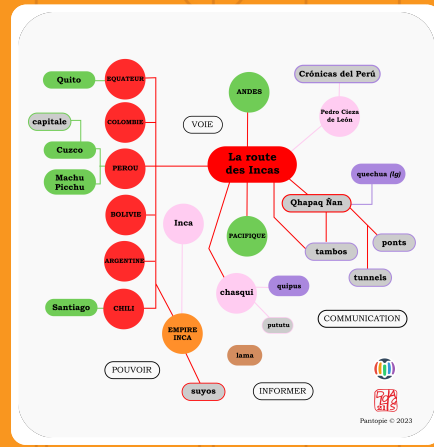 Crónicas del Perú
Quito
EQUATEUR
ANDES
capitale
COLOMBIE
VOIE
Pedro Cieza
de León
Cuzco
PEROU
La route
des Incas
Machu
Picchu
quechua (lg)
Qhapaq Ñan
BOLIVIE
Inca
PACIFIQUE
ponts
tambos
ARGENTINE
tunnels
chasqui
quipus
Santiago
CHILI
pututu
COMMUNICATION
EMPIRE
INCA
lama
POUVOIR
suyos
INFORMER
Pantopie © 2023